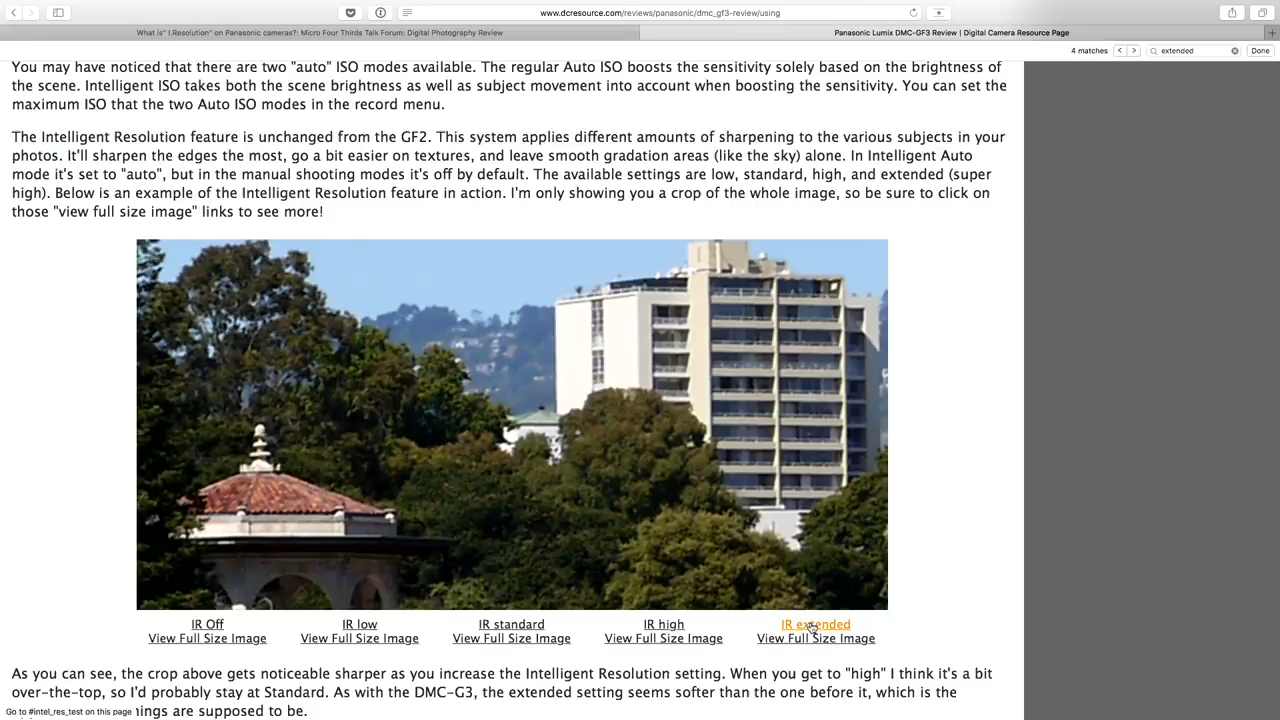 www.dcresource.com/reviews/panasonic/dmc_gf3-review/using
What is" I.Resolution" on Panasonic cameras?: Micro Four Thirds Talk Forum: Digital Photography Review
Panasonic Lumix DMC-GF3 Review | Digital Camera Resource Page
4 matches
extended
Done
You may have noticed that there are two "auto" ISO modes available. The regular Auto ISO boosts the sensitivity solely based on the brightness of
the scene. Intelligent ISO takes both the scene brightness as well as subject movement into account when boosting the sensitivity. You can set the
maximum ISO that the two Auto ISO modes in the record menu.
The Intelligent Resolution feature is unchanged from the GF2. This system applies different amounts of sharpening to the various subjects in your
photos. It'll sharpen the edges the most, go a bit easier on textures, and leave smooth gradation areas (like the sky) alone. In Intelligent Auto
mode it's set to "auto", but in the manual shooting modes it's off by default. The available settings are low, standard, high, and extended (super
high). Below is an example of the Intelligent Resolution feature in action. I'm only showing you a crop of the whole image, so be sure to click on
those "view full size image" links to see more!
IR Off IR low IR standard IR high IR extended
View Full Size Image View Full Size Image View Full Size Image View Full Size Image View Full Size Image
As you can see, the crop above gets noticeable sharper as you increase the Intelligent Resolution setting. When you get to "high" I think it's a bit
over-the-top, so I'd probably stay at Standard. As with the DMC-G3, the extended setting seems softer than the one before it, which is the
ings are supposed to be.
Go to #intel_res_test on this page